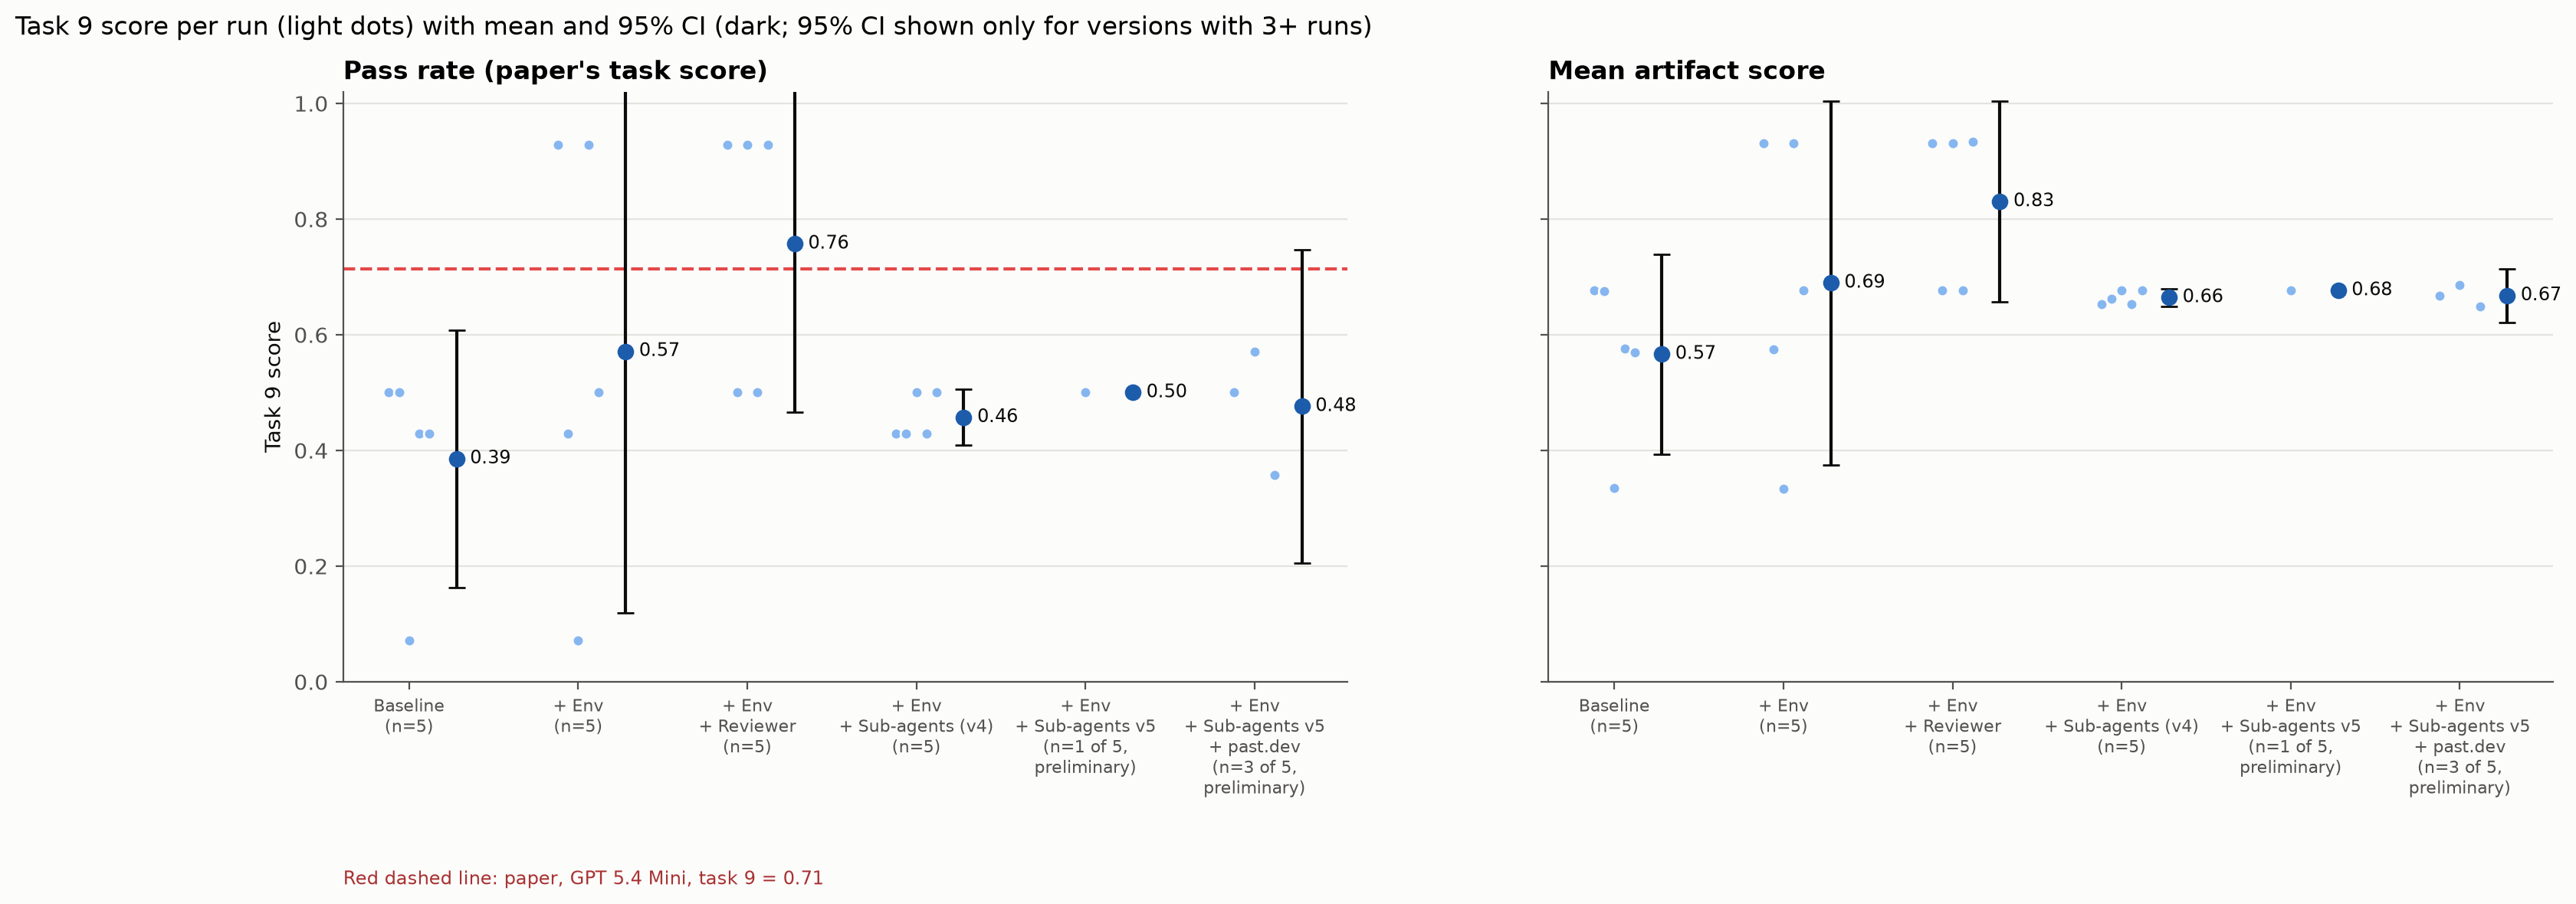 Task 9 score per run (light dots) with mean and 95% CI (dark; 95% CI shown only for versions with 3+ runs)
Pass rate (paper's task score)
Task 9 score
1.0
0.8
0.6
0.4
0.2
0.0
0.39
0.57
0.76
0.46
0.50
0.48
Baseline
(n=5)
+ Env
(n=5)
+ Env
+ Reviewer
(n=5)
+ Env
+ Sub-agents (v4)
(n=5)
+ Env
+ Sub-agents v5
(n=1 of 5,
preliminary)
+ Env
+ Sub-agents v5
+ past.dev
(n=3 of 5,
preliminary)
Mean artifact score
0.57
0.69
0.83
0.66
0.68
0.67
Baseline
(n=5)
+ Env
(n=5)
+ Env
+ Reviewer
(n=5)
+ Env
+ Sub-agents (v4)
(n=5)
+ Env
+ Sub-agents v5
(n=1 of 5,
preliminary)
+ Env
+ Sub-agents v5
+ past.dev
(n=3 of 5,
preliminary)
Red dashed line: paper, GPT 5.4 Mini, task 9 = 0.71